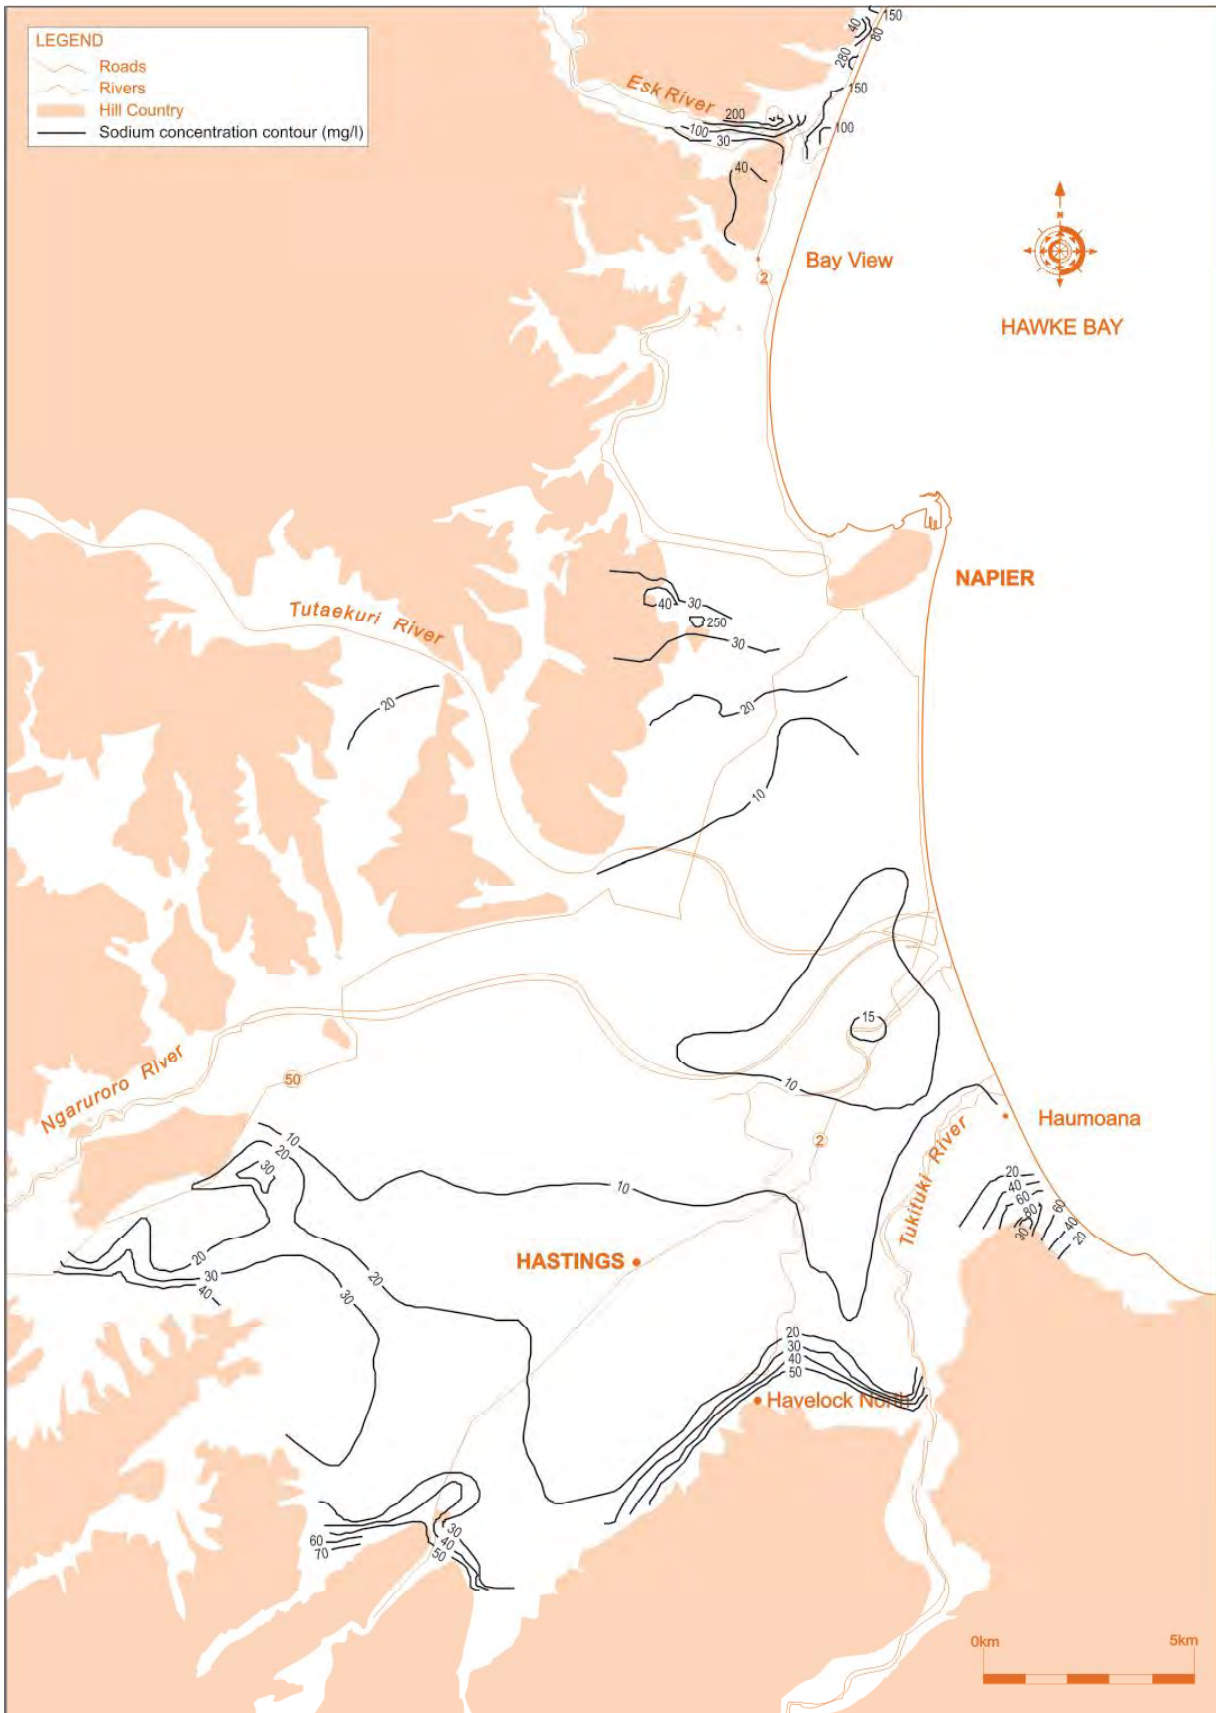 LEGEND
Roads
Rivers
Hill Country
Sodium concentration contour (mg/l)
150
40
80
280
150
Esk River
200
100
100
30
40
Bay View
2
N
HAWKE BAY
NAPIER
Tutaekuri River
40
30
250
30
20
20
10
15
10
Ngaruroro River
50
Haumoana
2
Tukituki River
10
20
30
10
20
40
60
80
30
60
40
20
HASTINGS
20
30
40
20
30
20
30
40
50
Havelock North
30
40
50
60
70
0km
5km